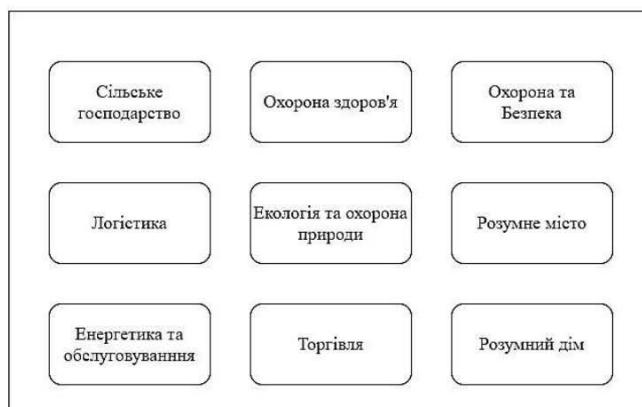 Сільське
господарство
Охорона здоров'я
Охорона та
Безпека
Логістика
Екологія та охорона
природи
Розумне місто
Енергетика та
обслуговуванння
Торгівля
Розумний дім